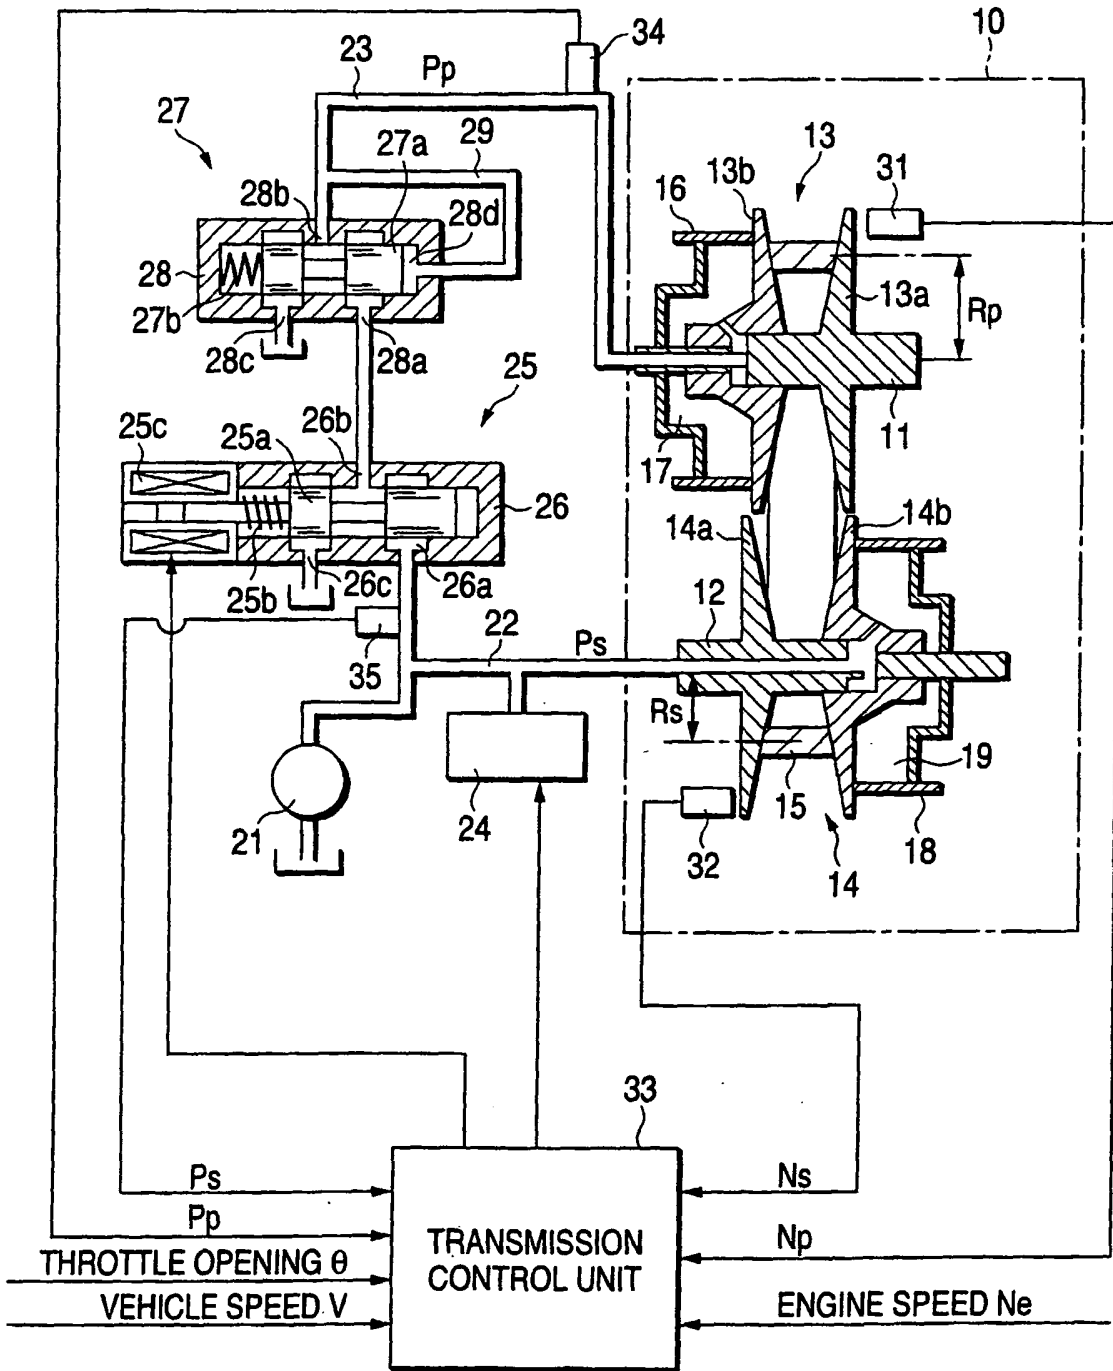 10
34
23
Pp
27
27a
29
13
13b
31
16
28b
28d
28
13a
Rp
27b
28c
28a
25
25c
25a
26b
11
17
26
14a
14b
25b
26c
26a
12
22
Ps
35
Rs
19
15
21
24
32
18
14
33
Ps
Ns
Pp
Np
TRANSMISSION
CONTROL UNIT
THROTTLE OPENING θ
VEHICLE SPEED V
ENGINE SPEED Ne